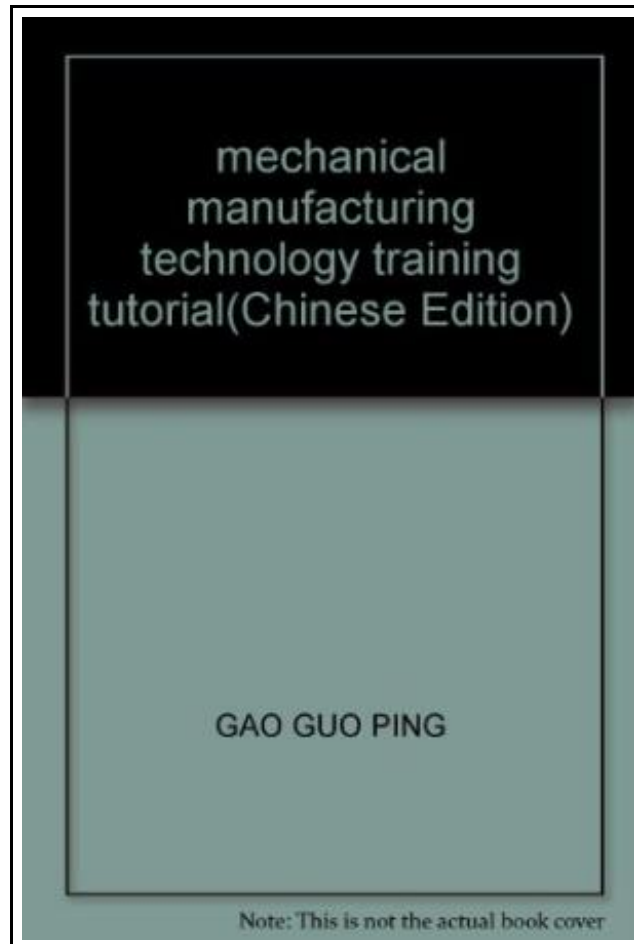 mechanical
manufacturing
technology training
tutorial(Chinese Edition)
GAO GUO PING
Note: This is not the actual book cover